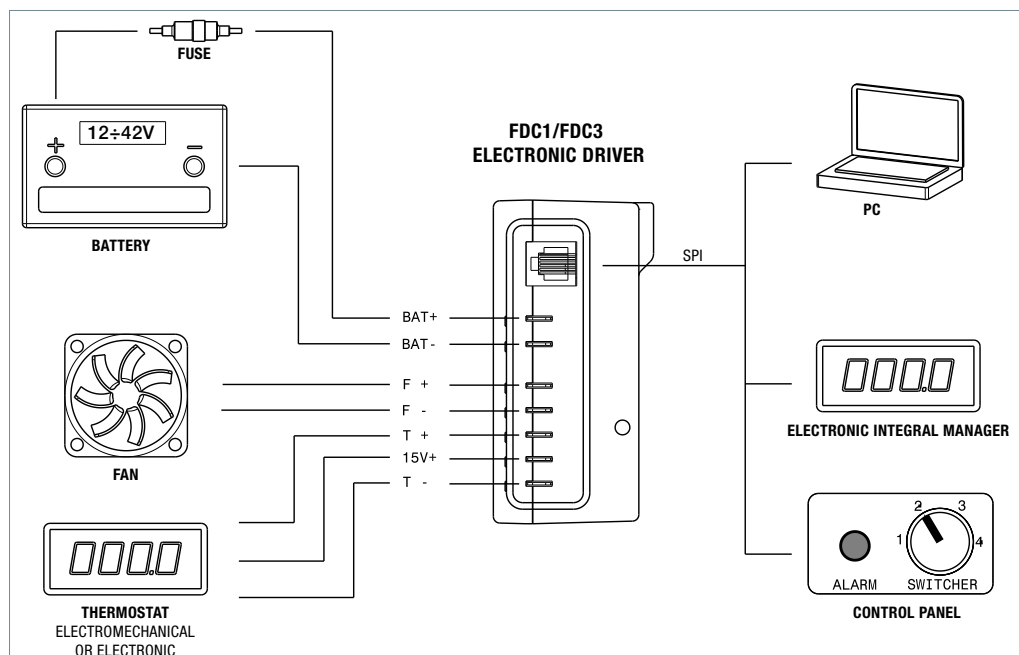 FUSE
12÷42V
+
−
BATTERY
FDC1/FDC3
ELECTRONIC DRIVER
PC
SPI
BAT+
BAT-
F +
F -
T +
15V+
T -
FAN
000.0
ELECTRONIC INTEGRAL MANAGER
000.0
THERMOSTAT
ELECTROMECHANICAL
OR ELECTRONIC
1
2
3
4
ALARM
SWITCHER
CONTROL PANEL